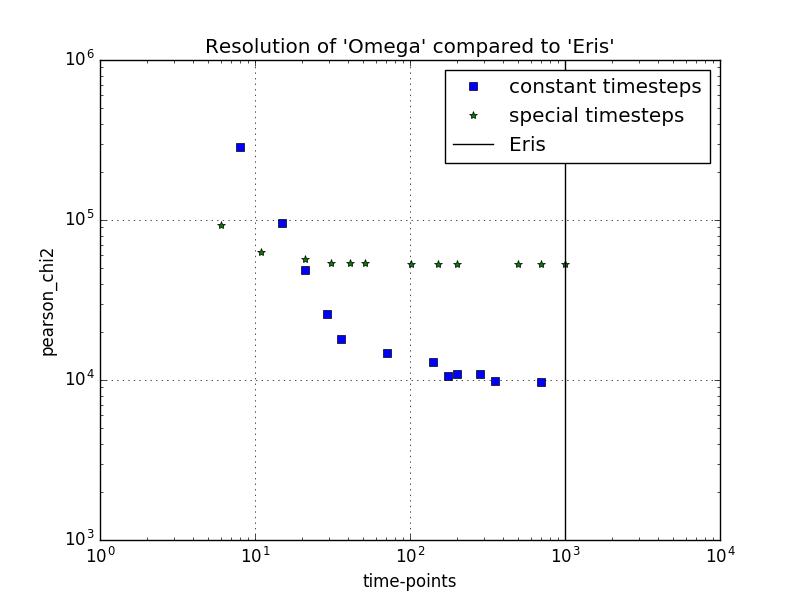 Resolution of 'Omega' compared to 'Eris'
constant timesteps
special timesteps
Eris
10^6
10^5
10^4
10^3
pearson_chi2
10^0 10^1 10^2 10^3 10^4
time-points